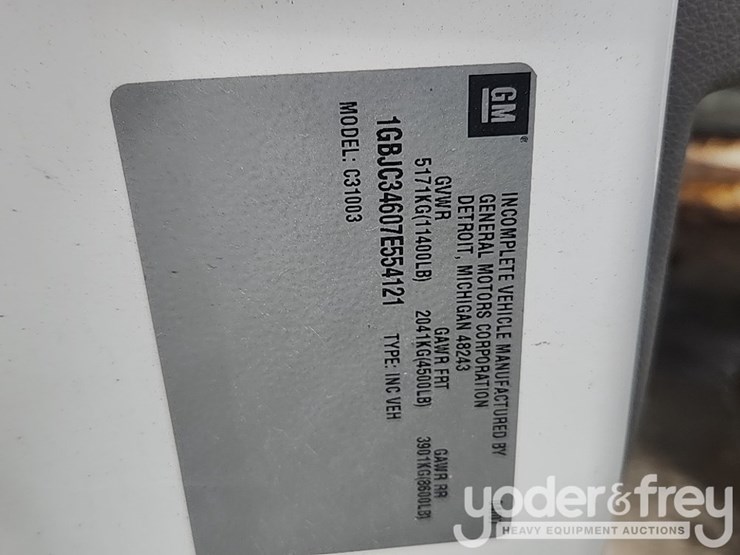 GM
INCOMPLETE VEHICLE MANUFACTURED BY
GENERAL MOTORS CORPORATION
DETROIT, MICHIGAN 48243
GVWR GAWR FRT GAWR RR
5171KG(11400LB) 2041KG(4500LB) 3901KG(8600LB)
1GBJC34607E554121 TYPE: INC VEH
MODEL: C31003
yoder&frey
HEAVY EQUIPMENT AUCTIONS